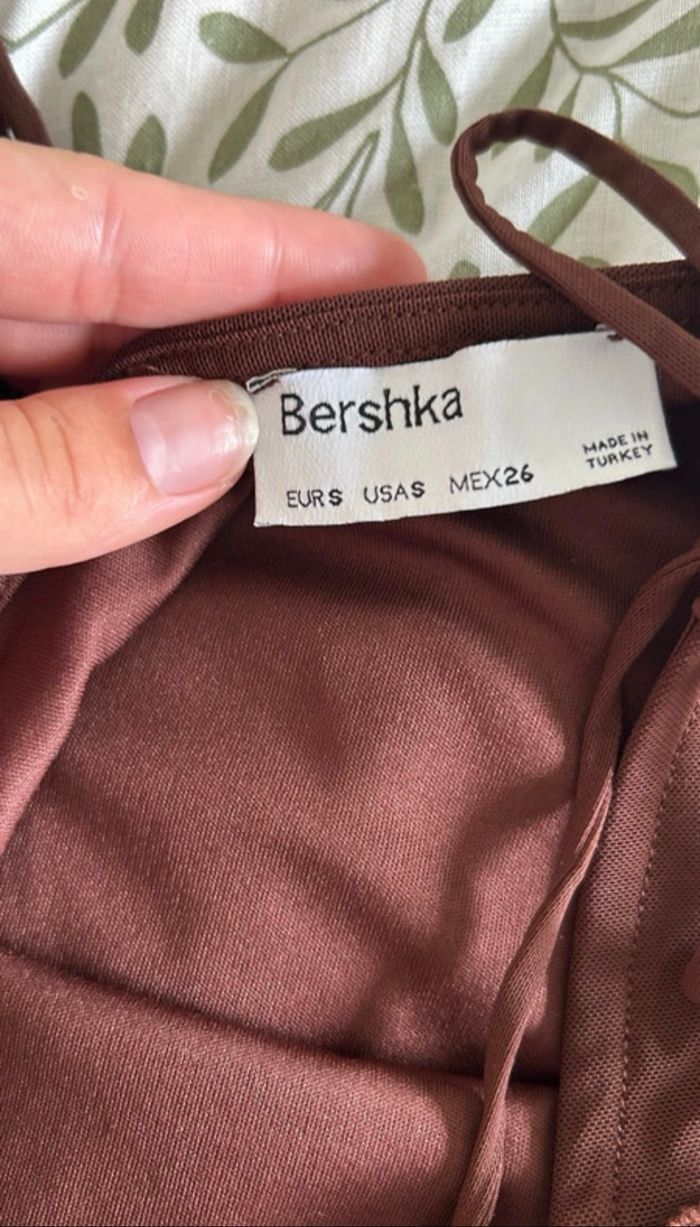 Bershka
EUR S USA S MEX 26
MADE IN
TURKEY